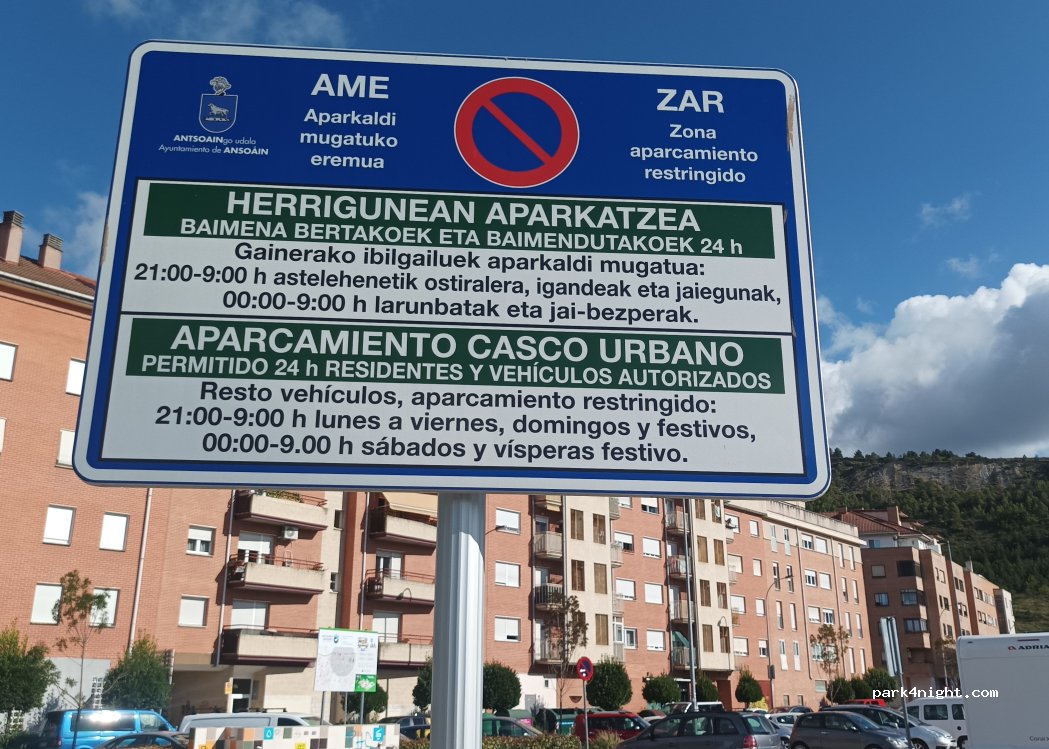 AME
Aparkaldi
mugatuko
eremua
ANTSOAINgo udala
Ayuntamiento de ANSOÁIN
ZAR
Zona
aparcamiento
restringido
HERRIGUNEAN APARKATZEA
BAIMENA BERTAKOEK ETA BAIMENDUTAKOEK 24 h
Gainerako ibilgailuek aparkaldi mugatua:
21:00-9:00 h astelehenetik ostiralera, igandeak eta jaiegunak,
00:00-9:00 h larunbatak eta jai-bezperak.
APARCAMIENTO CASCO URBANO
PERMITIDO 24 h RESIDENTES Y VEHÍCULOS AUTORIZADOS
Resto vehículos, aparcamiento restringido:
21:00-9:00 h lunes a viernes, domingos y festivos,
00:00-9.00 h sábados y vísperas festivo.
ADRIA
park4night.com